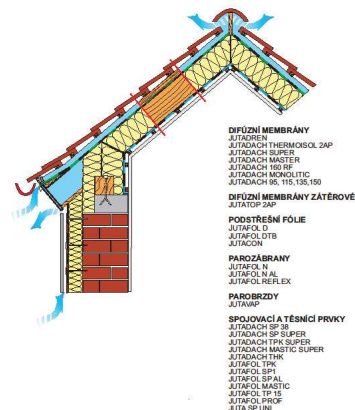 DIFÚZNÍ MEMBRÁNY
JUTADREN
JUTADACH THERMOISOL 2AP
JUTADACH SUPER
JUTADACH MASTER
JUTADACH 160 RF
JUTADACH MONOLITIC
JUTADACH 95, 115,135,150
DIFÚZNÍ MEMBRÁNY ZÁTĚROVÉ
JUTATOP 2AP
PODSTŘEŠNÍ FÓLIE
JUTAFOL D
JUTAFOL DTB
JUTACON
PAROZÁBRANY
JUTAFOL N
JUTAFOL N AL
JUTAFOL REFLEX
PAROBRZDY
JUTAVAP
SPOJOVACÍ A TĚSNÍCÍ PRVKY
JUTADACH SP 38
JUTADACH SP SUPER
JUTADACH TPK SUPER
JUTADACH MASTIC SUPER
JUTADACH THK
JUTAFOL TPK
JUTAFOL SP1
JUTAFOL SP AL
JUTAFOL MASTIC
JUTAFOL TP 15
JUTAFOL PROF
JUTA SP UNI